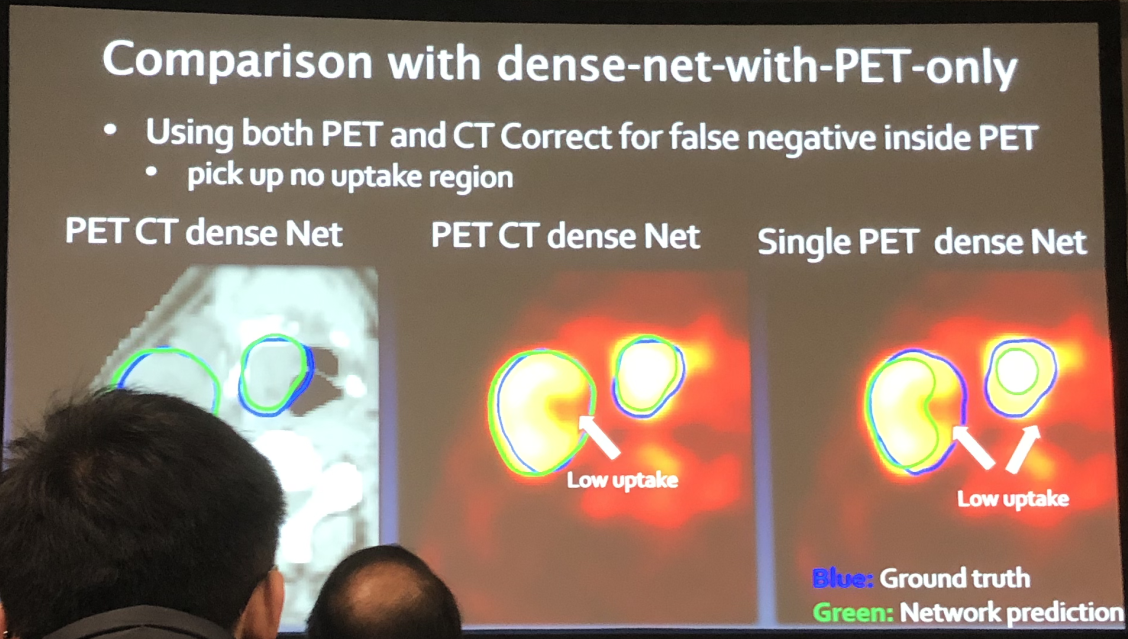 Comparison with dense-net-with-PET-only
• Using both PET and CT Correct for false negative inside PET
• pick up no uptake region
PET CT dense Net
PET CT dense Net
Single PET dense Net
Low uptake
Low uptake
Blue: Ground truth
Green: Network prediction